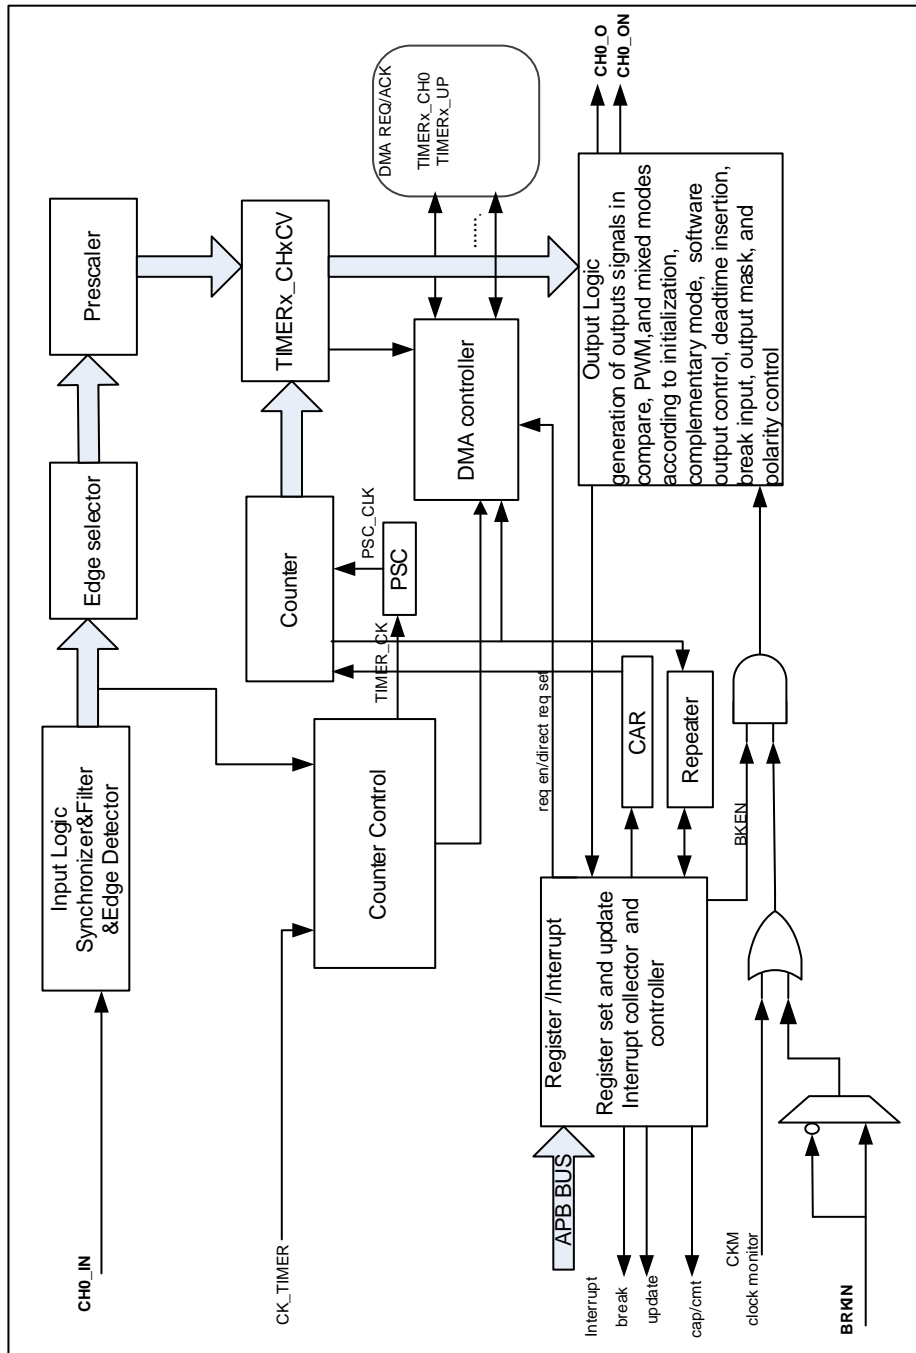 CH0_IN
Input Logic
Synchronizer&Filter
&Edge Detector
Edge selector
Prescaler
CK_TIMER
Counter Control
TIMER_CK
PSC
PSC_CLK
Counter
TIMERx_CHxCV
DMA REQ/ACK
TIMERx_CH0
TIMERx_UP
.......
DMA controller
req en/direct req set
CAR
Repeater
APB BUS
Register /Interrupt
Register set and update
Interrupt collector and
controller
Interrupt
break
update
cap/cmt
BKEN
CKM
clock monitor
BRKIN
Output Logic
generation of outputs signals in
compare, PWM,and mixed modes
according to initialization,
complementary mode, software
output control, deadtime insertion,
break input, output mask, and
polarity control
CH0_O
CH0_ON